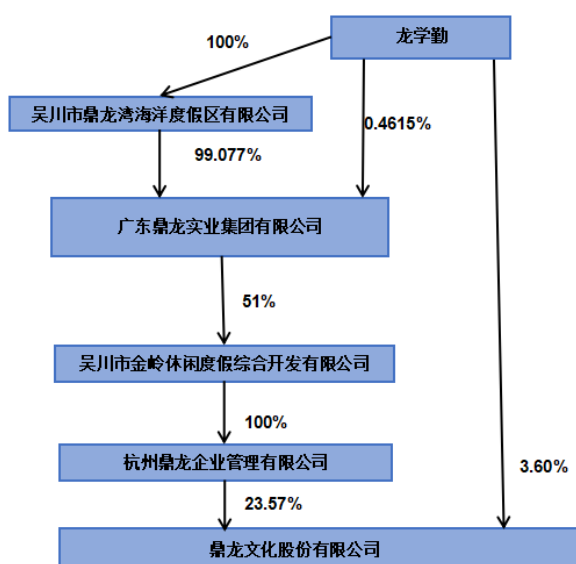 龙学勤
100%
吴川市鼎龙湾海洋度假区有限公司
0.4615%
99.077%
广东鼎龙实业集团有限公司
51%
吴川市金岭休闲度假综合开发有限公司
100%
杭州鼎龙企业管理有限公司
3.60%
23.57%
鼎龙文化股份有限公司